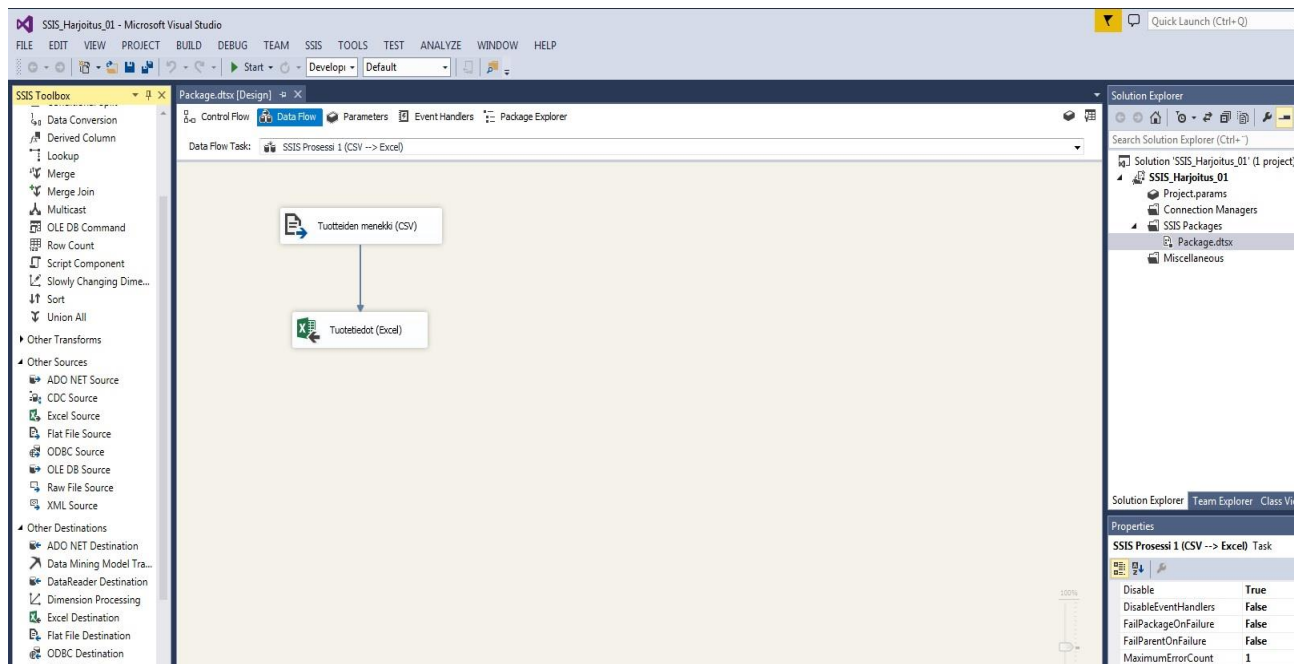 SSIS_Harjoitus_01 - Microsoft Visual Studio
Quick Launch (Ctrl+Q)
FILE EDIT VIEW PROJECT BUILD DEBUG TEAM SSIS TOOLS TEST ANALYZE WINDOW HELP
Start Develop Default
SSIS Toolbox
Data Conversion
Derived Column
Lookup
Merge
Merge Join
Multicast
OLE DB Command
Row Count
Script Component
Slowly Changing Dime...
Sort
Union All
Other Transforms
Other Sources
ADO NET Source
CDC Source
Excel Source
Flat File Source
ODBC Source
OLE DB Source
Raw File Source
XML Source
Other Destinations
ADO NET Destination
Data Mining Model Tra...
DataReader Destination
Dimension Processing
Excel Destination
Flat File Destination
ODBC Destination
Package.dtsx [Design]
Control Flow Data Flow Parameters Event Handlers Package Explorer
Data Flow Task: SSIS Prosessi 1 (CSV --> Excel)
Tuotteiden menekki (CSV)
Tuotetiedot (Excel)
100%
Solution Explorer
Search Solution Explorer (Ctrl+¨)
Solution 'SSIS_Harjoitus_01' (1 project)
SSIS_Harjoitus_01
Project.params
Connection Managers
SSIS Packages
Package.dtsx
Miscellaneous
Solution Explorer Team Explorer Class Vi
Properties
SSIS Prosessi 1 (CSV --> Excel) Task
Disable True
DisableEventHandlers False
FailPackageOnFailure False
FailParentOnFailure False
MaximumErrorCount 1